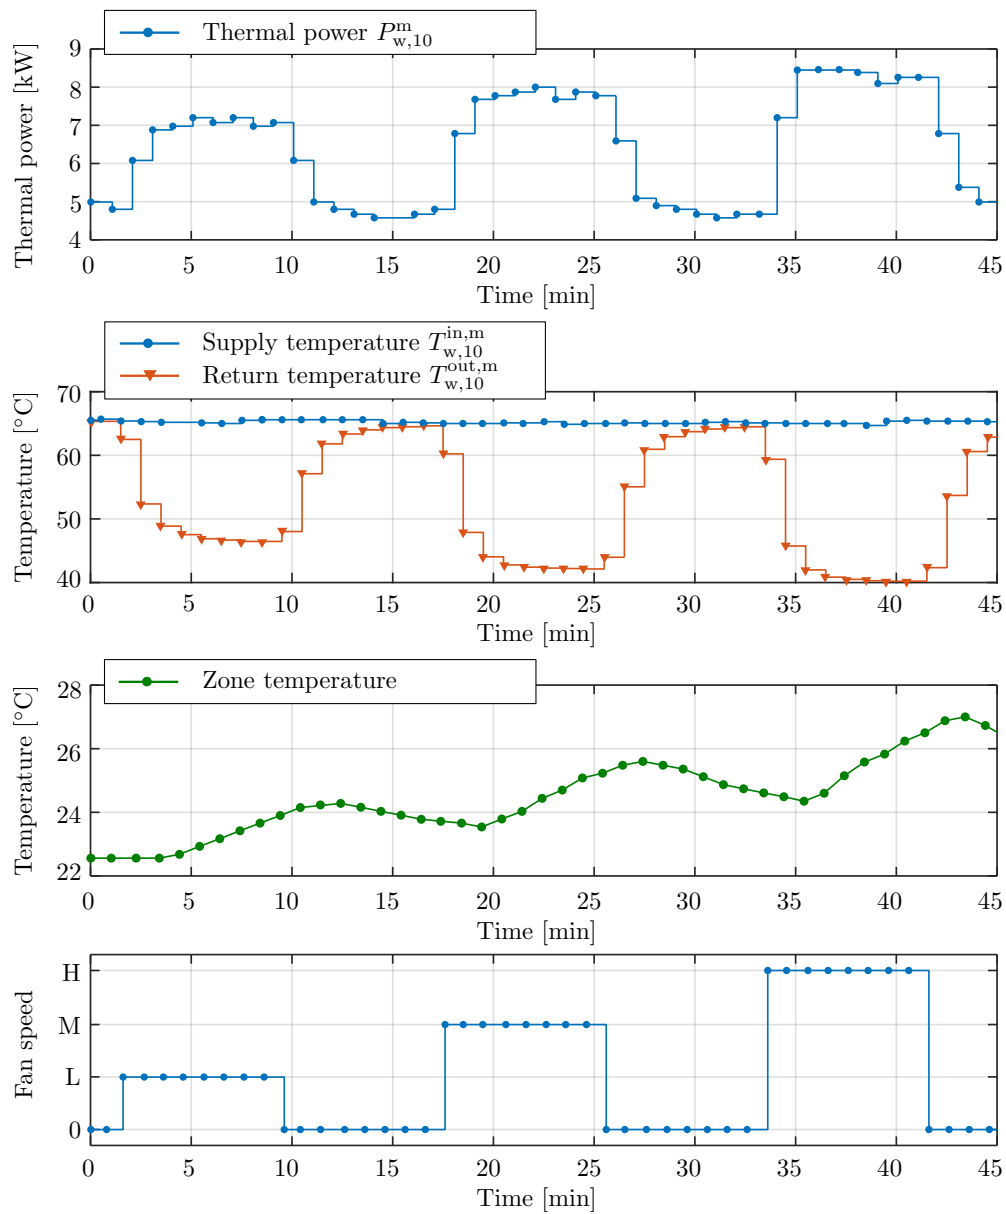 Thermal power P^m_w,10
9
8
7
6
5
4
Thermal power [kW]
0 5 10 15 20 25 30 35 40 45
Time [min]
Supply temperature T^in,m_w,10
Return temperature T^out,m_w,10
70
60
50
40
Temperature [°C]
0 5 10 15 20 25 30 35 40 45
Time [min]
Zone temperature
28
26
24
22
Temperature [°C]
0 5 10 15 20 25 30 35 40 45
Time [min]
H
M
L
0
Fan speed
0 5 10 15 20 25 30 35 40 45
Time [min]